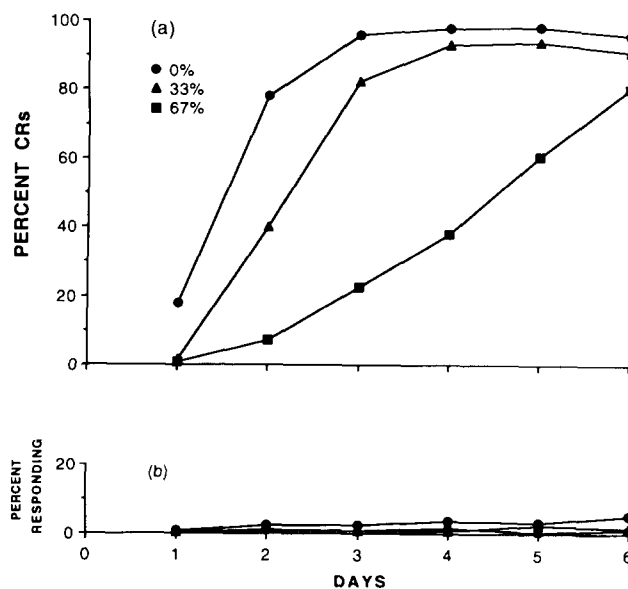 (a)
0%
33%
67%
PERCENT CRs
100
80
60
40
20
0
(b)
PERCENT
RESPONDING
20
0
0 1 2 3 4 5 6
DAYS